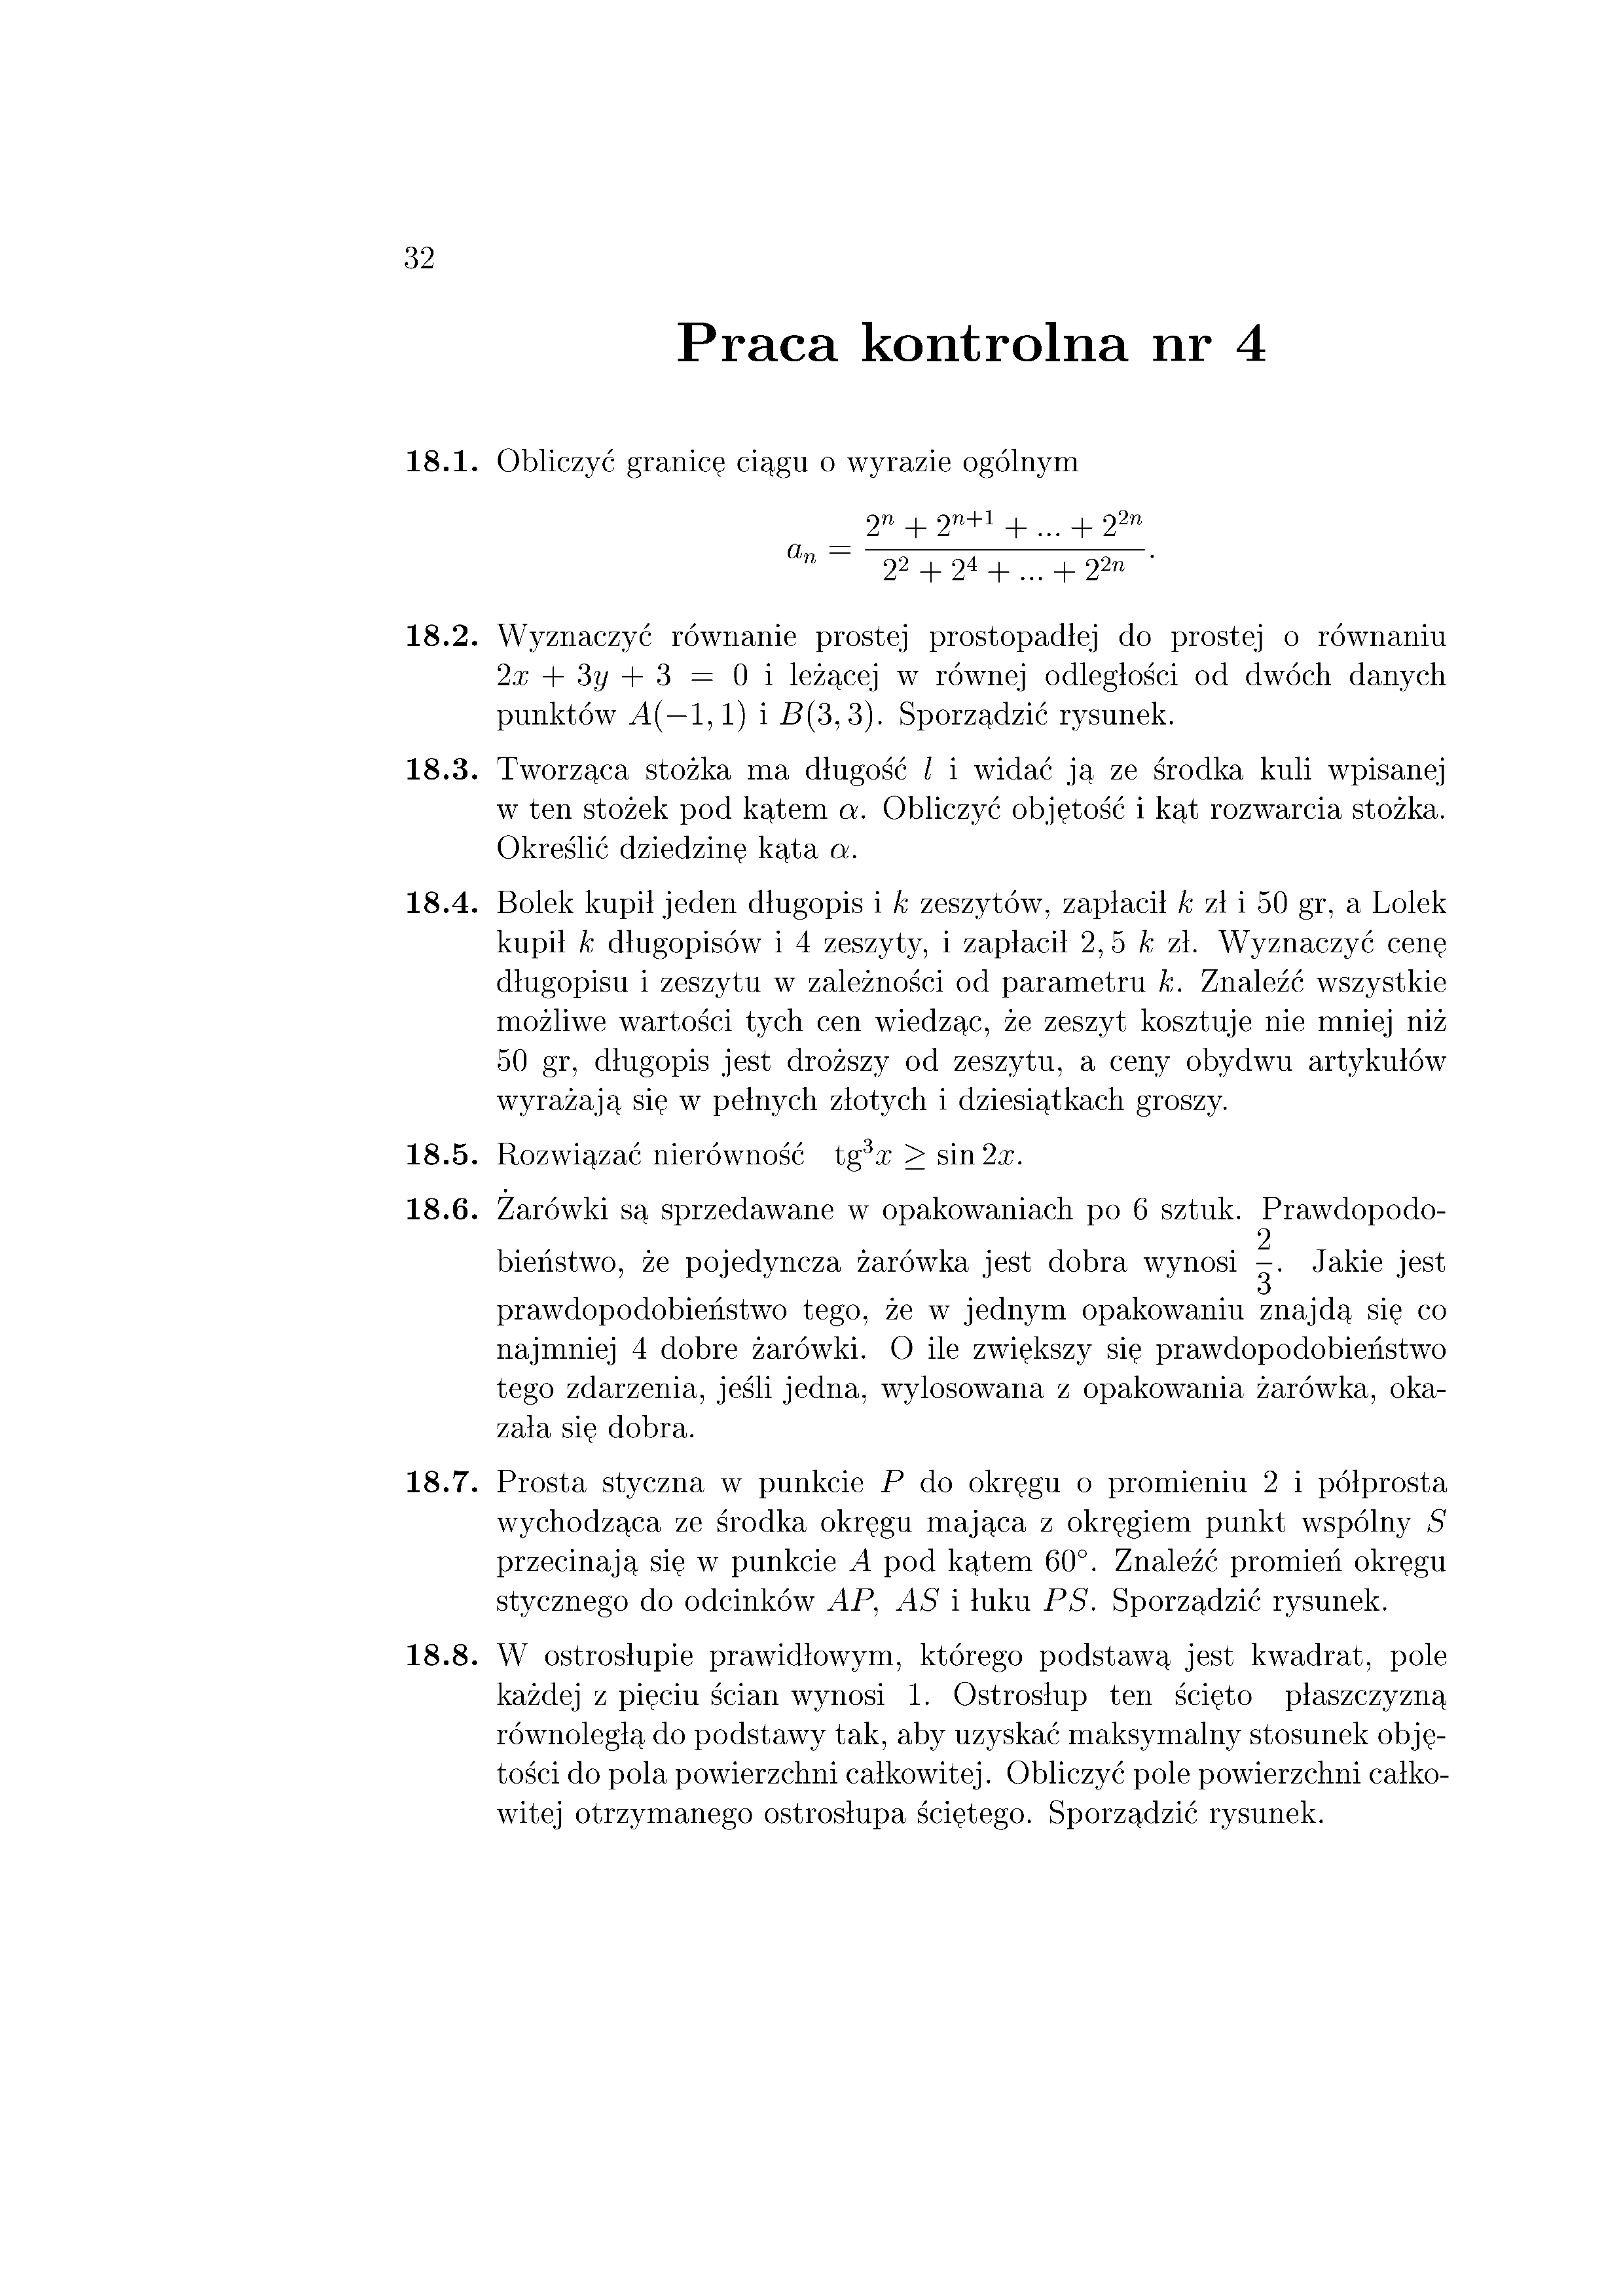 32
Praca kontrolna nr 4
18.1. Obliczyć granicę ciągu o wyrazie ogólnym
a_n = \frac{2^n + 2^{n+1} + ... + 2^{2n}}{2^2 + 2^4 + ... + 2^{2n}}.
18.2. Wyznaczyć równanie prostej prostopadłej do prostej o równaniu
2x + 3y + 3 = 0 i leżącej w równej odległości od dwóch danych
punktów A(−1, 1) i B(3, 3). Sporządzić rysunek.
18.3. Tworząca stożka ma długość l i widać ją ze środka kuli wpisanej
w ten stożek pod kątem α. Obliczyć objętość i kąt rozwarcia stożka.
Określić dziedzinę kąta α.
18.4. Bolek kupił jeden długopis i k zeszytów, zapłacił k zł i 50 gr, a Lolek
kupił k długopisów i 4 zeszyty, i zapłacił 2, 5 k zł. Wyznaczyć cenę
długopisu i zeszytu w zależności od parametru k. Znaleźć wszystkie
możliwe wartości tych cen wiedząc, że zeszyt kosztuje nie mniej niż
50 gr, długopis jest droższy od zeszytu, a ceny obydwu artykułów
wyrażają się w pełnych złotych i dziesiątkach groszy.
18.5. Rozwiązać nierówność tg³x ≥ sin 2x.
18.6. Żarówki są sprzedawane w opakowaniach po 6 sztuk. Prawdopodo-
bieństwo, że pojedyncza żarówka jest dobra wynosi \frac{2}{3}. Jakie jest
prawdopodobieństwo tego, że w jednym opakowaniu znajdą się co
najmniej 4 dobre żarówki. O ile zwiększy się prawdopodobieństwo
tego zdarzenia, jeśli jedna, wylosowana z opakowania żarówka, oka-
zała się dobra.
18.7. Prosta styczna w punkcie P do okręgu o promieniu 2 i półprosta
wychodząca ze środka okręgu mająca z okręgiem punkt wspólny S
przecinają się w punkcie A pod kątem 60°. Znaleźć promień okręgu
stycznego do odcinków AP, AS i łuku PS. Sporządzić rysunek.
18.8. W ostrosłupie prawidłowym, którego podstawą jest kwadrat, pole
każdej z pięciu ścian wynosi 1. Ostrosłup ten ścięto płaszczyzną
równoległą do podstawy tak, aby uzyskać maksymalny stosunek obję-
tości do pola powierzchni całkowitej. Obliczyć pole powierzchni całko-
witej otrzymanego ostrosłupa ściętego. Sporządzić rysunek.